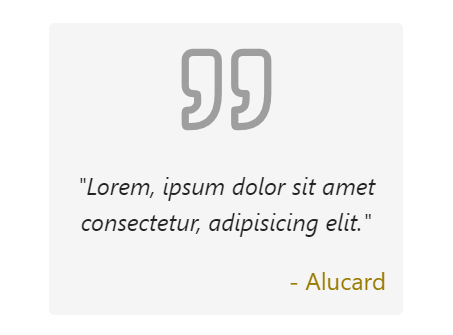 "Lorem, ipsum dolor sit amet
consectetur, adipisicing elit."
- Alucard